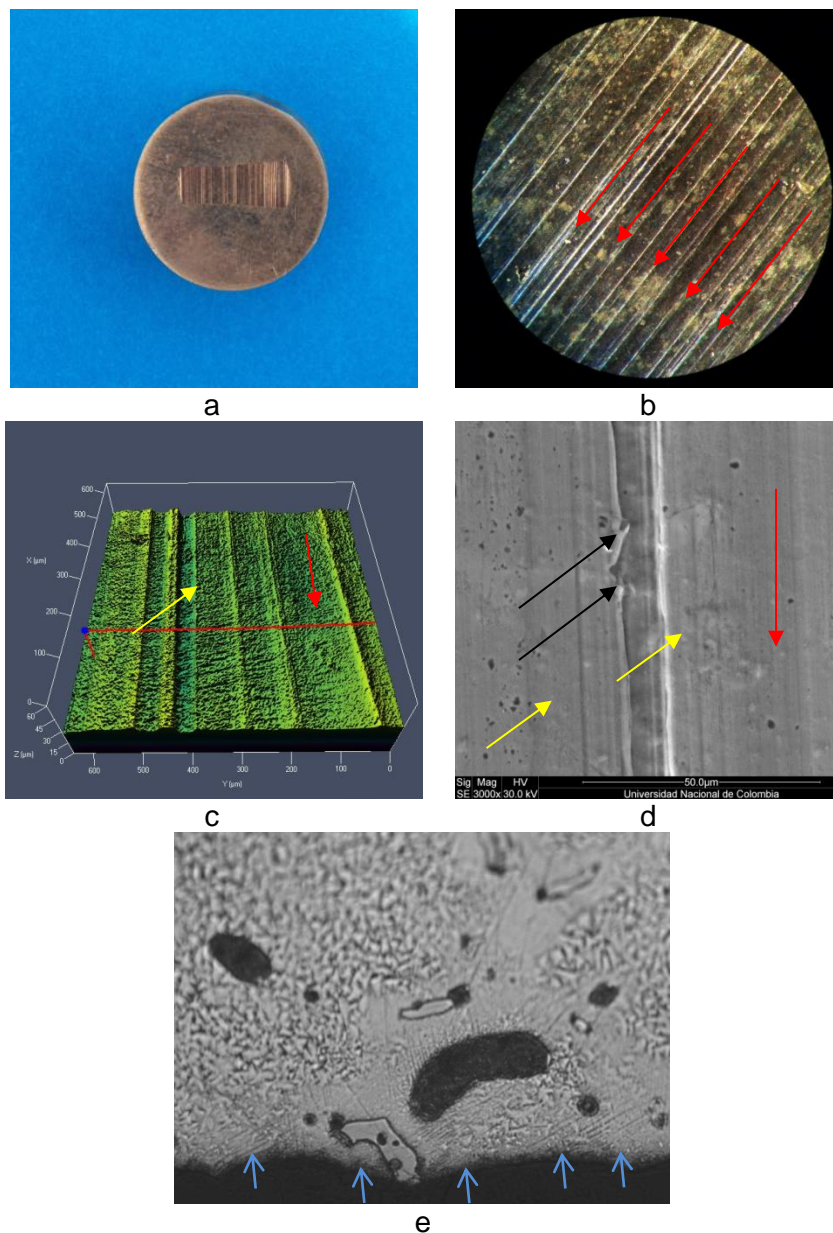 a
b
600
500
400
X [µm]
300
200
100
0
60
45
Z [µm]
30
15
0
600
500
400
300
200
100
0
Y [µm]
c
Sig Mag HV
50.0µm
SE 3000x 30.0 kV
Universidad Nacional de Colombia
d
e